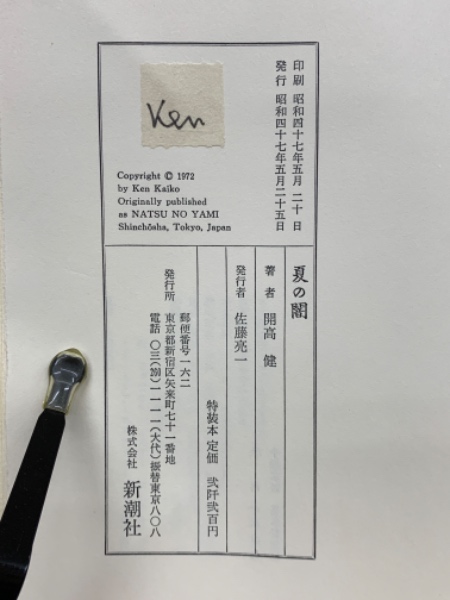 印刷 昭和四十七年五月二十日
発行 昭和四十七年五月二十五日
Ken
Copyright © 1972
by Ken Kaiko
Originally published
as NATSU NO YAMI
Shinchōsha, Tokyo, Japan
夏の闇
著者 開高健
発行者 佐藤亮一
特装本 定価 弐阡弐百円
発行所
郵便番号一六二
東京都新宿区矢来町七十一番地
電話 〇三(260)一一一一(大代)振替東京八〇八
株式会社 新潮社